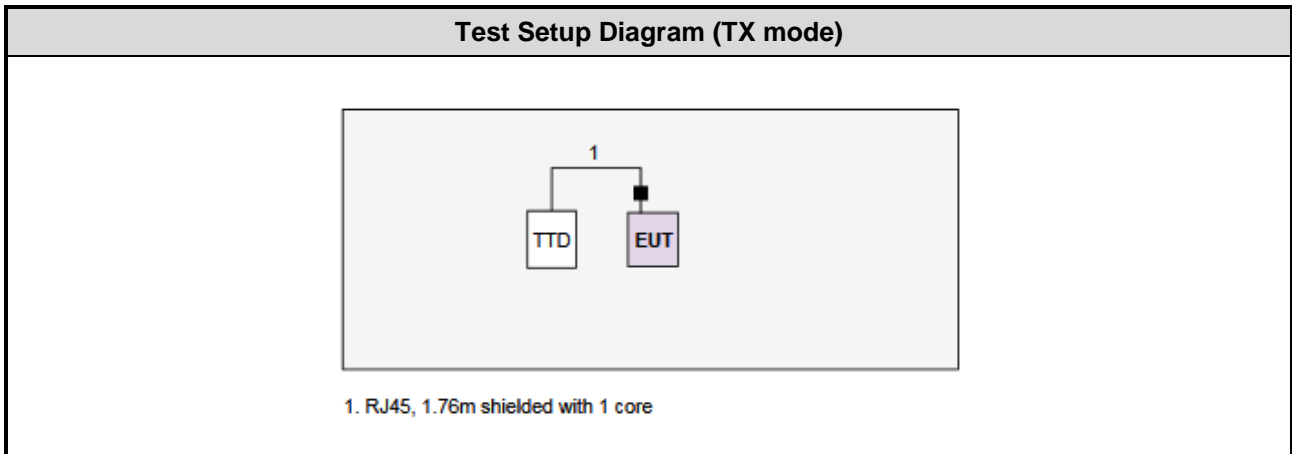 Test Setup Diagram (TX mode)
1
TTD EUT
1. RJ45, 1.76m shielded with 1 core